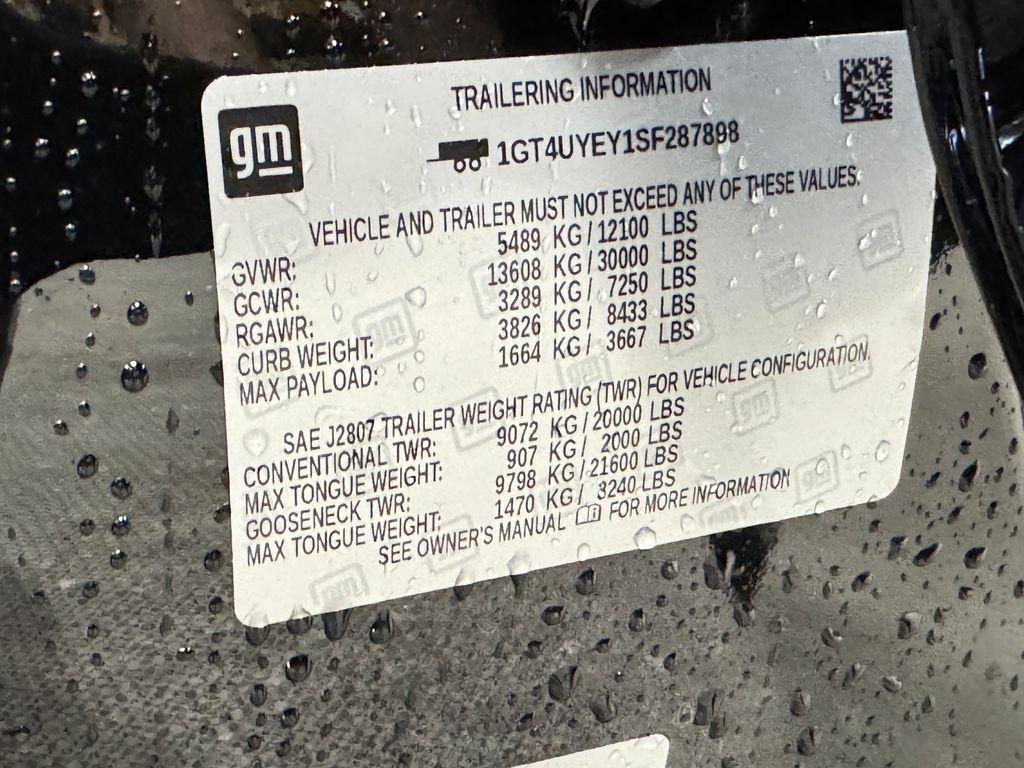 gm
TRAILERING INFORMATION
1GT4UYEY1SF287898
VEHICLE AND TRAILER MUST NOT EXCEED ANY OF THESE VALUES.
GVWR: 5489 KG/12100 LBS
GCWR: 13608 KG/30000 LBS
RGAWR: 3289 KG/ 7250 LBS
CURB WEIGHT: 3826 KG/ 8433 LBS
MAX PAYLOAD: 1664 KG/ 3667 LBS
SAE J2807 TRAILER WEIGHT RATING (TWR) FOR VEHICLE CONFIGURATION.
CONVENTIONAL TWR: 9072 KG/20000 LBS
MAX TONGUE WEIGHT: 907 KG/ 2000 LBS
GOOSENECK TWR: 9798 KG/21600 LBS
MAX TONGUE WEIGHT: 1470 KG/ 3240 LBS
SEE OWNER'S MANUAL FOR MORE INFORMATION